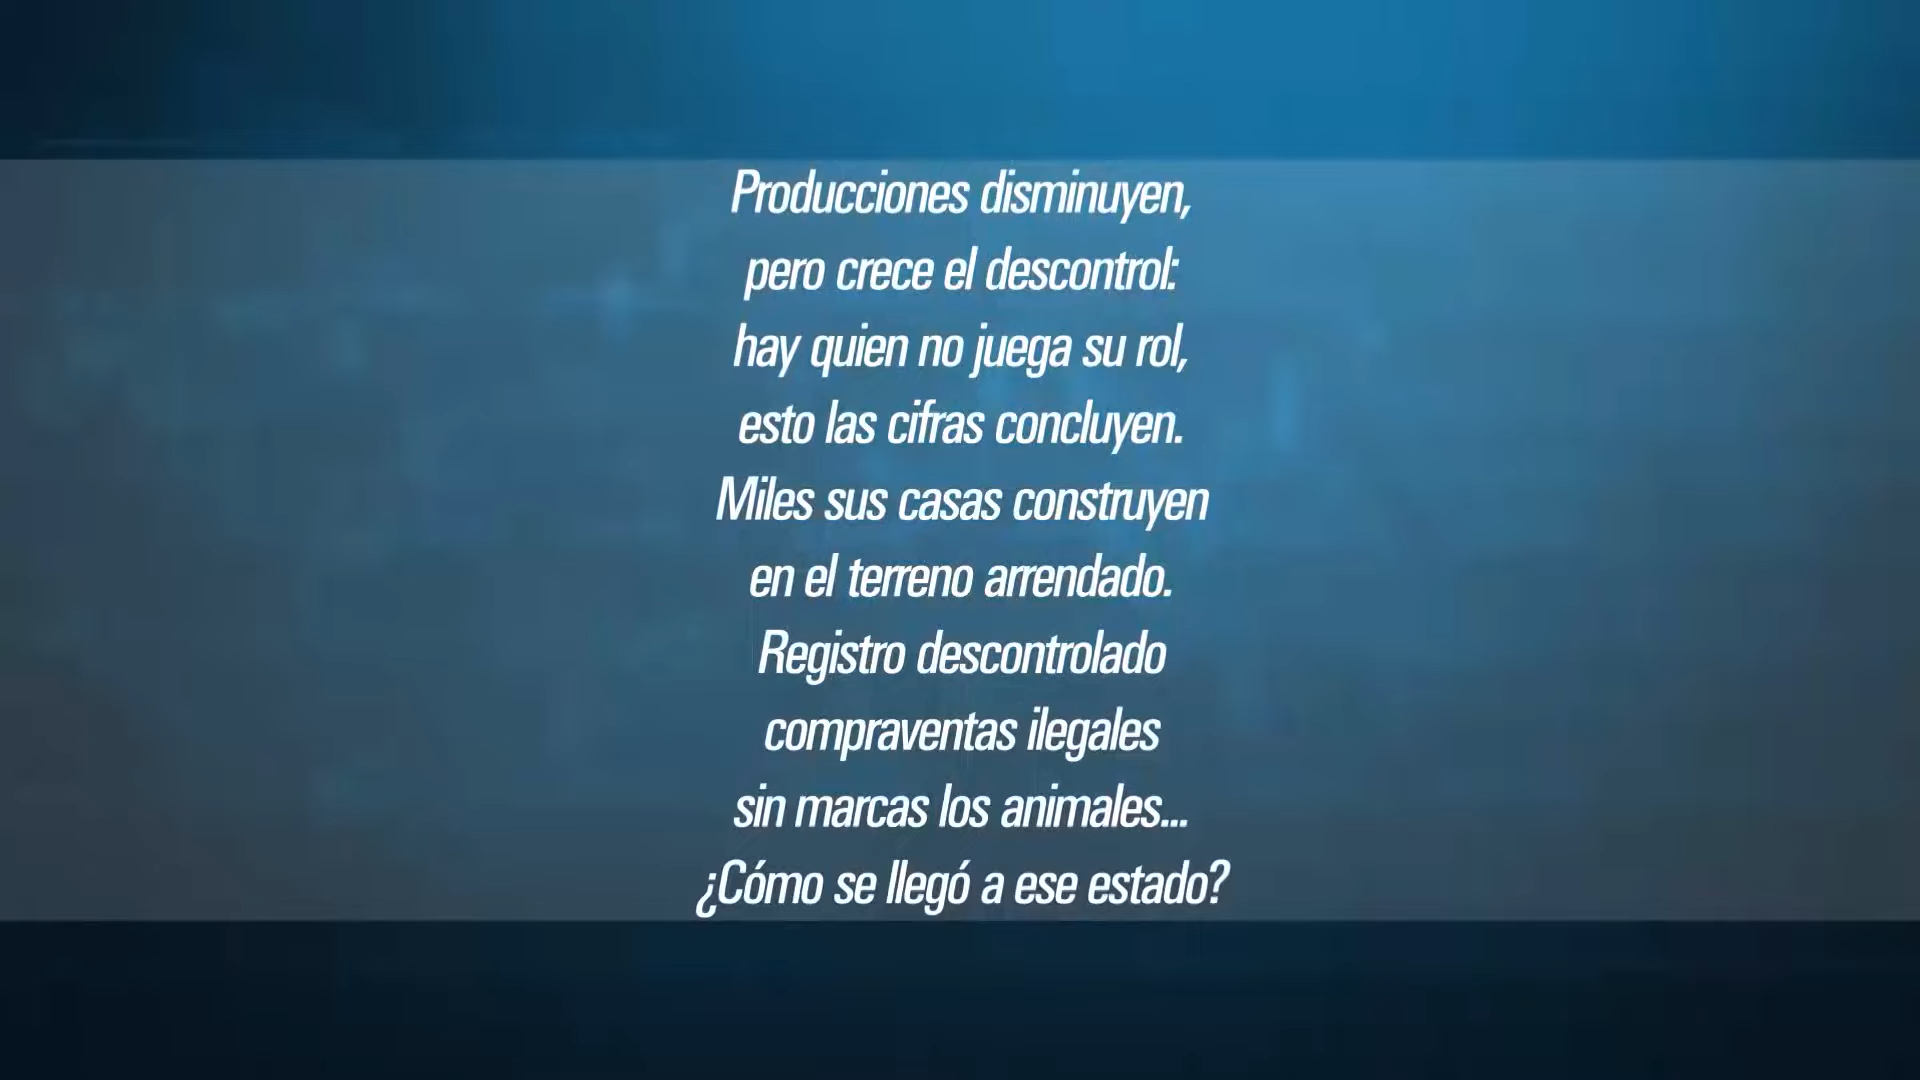 Producciones disminuyen,
pero crece el descontrol:
hay quien no juega su rol,
esto las cifras concluyen.
Miles sus casas construyen
en el terreno arrendado.
Registro descontrolado
compraventas ilegales
sin marcas los animales...
¿Cómo se llegó a ese estado?